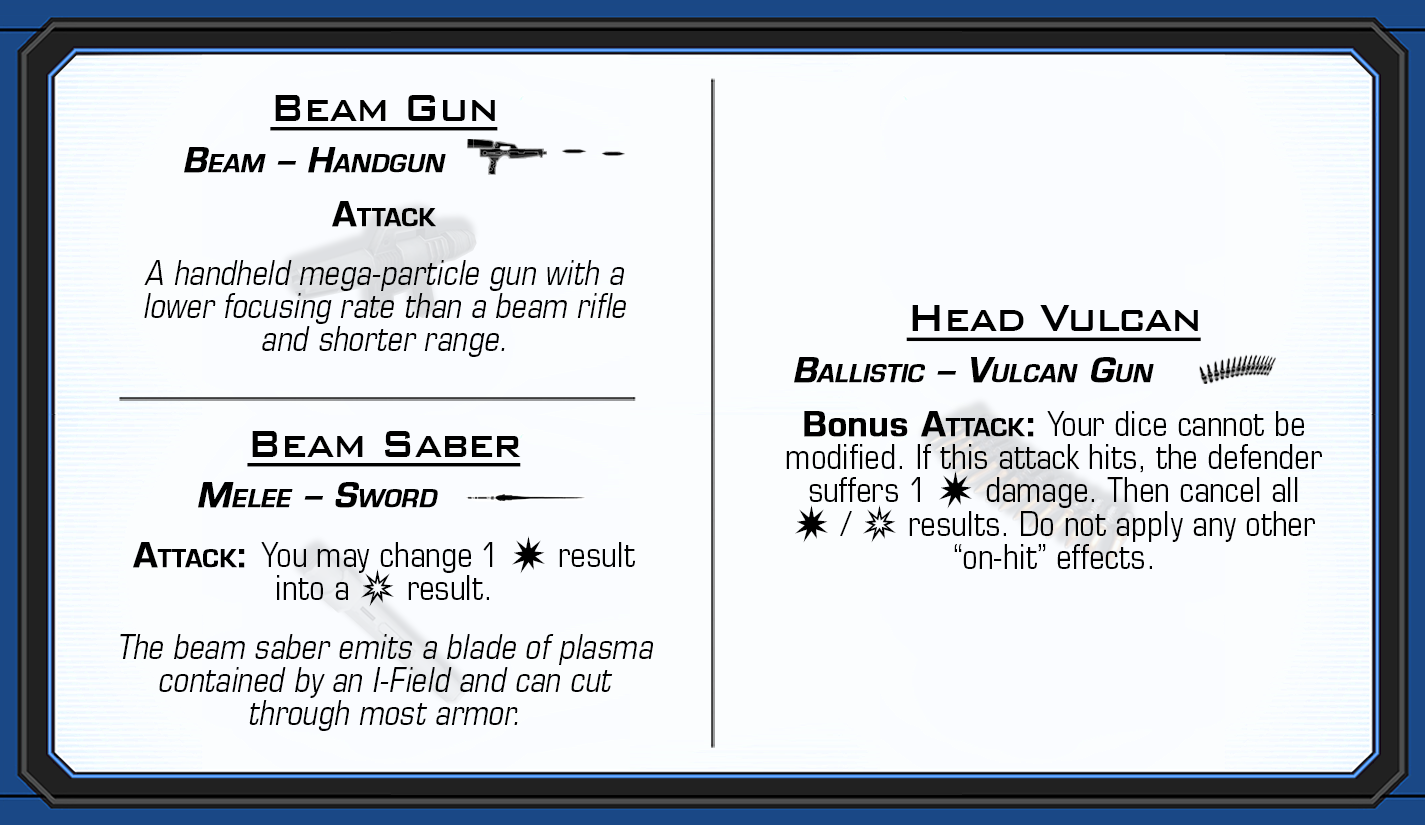 Beam Gun
Beam – Handgun
Attack
A handheld mega-particle gun with a
lower focusing rate than a beam rifle
and shorter range.
Beam Saber
Melee – Sword
Attack: You may change 1 ✸ result
into a ✸ result.
The beam saber emits a blade of plasma
contained by an I-Field and can cut
through most armor.
Head Vulcan
Ballistic – Vulcan Gun
Bonus Attack: Your dice cannot be
modified. If this attack hits, the defender
suffers 1 ✸ damage. Then cancel all
✸ / ✸ results. Do not apply any other
“on-hit” effects.